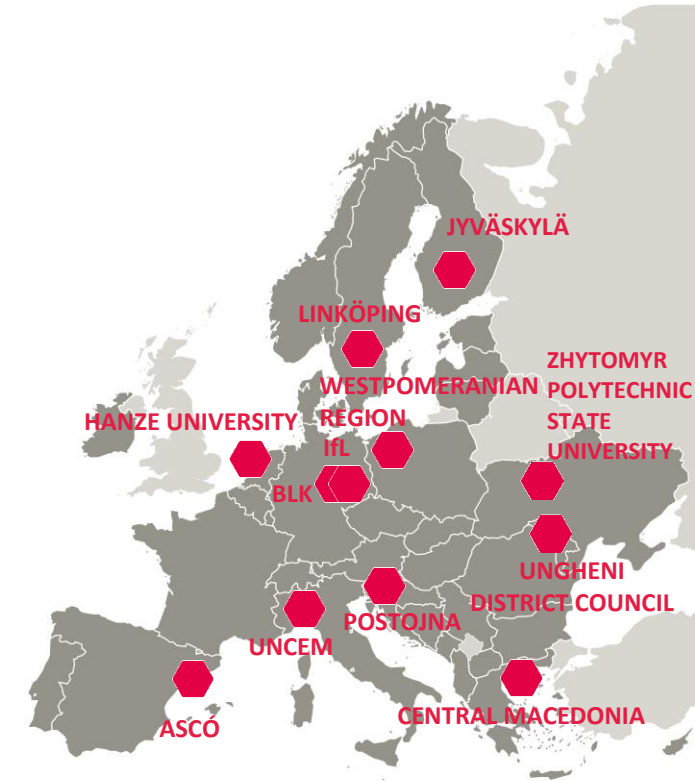 JYVÄSKYLÄ
LINKÖPING
ZHYTOMYR
POLYTECHNIC
STATE
UNIVERSITY
WESTPOMERANIAN
REGION
HANZE UNIVERSITY
IfL
BLK
UNGHENI
DISTRICT COUNCIL
POSTOJNA
UNCEM
CENTRAL MACEDONIA
ASCÓ